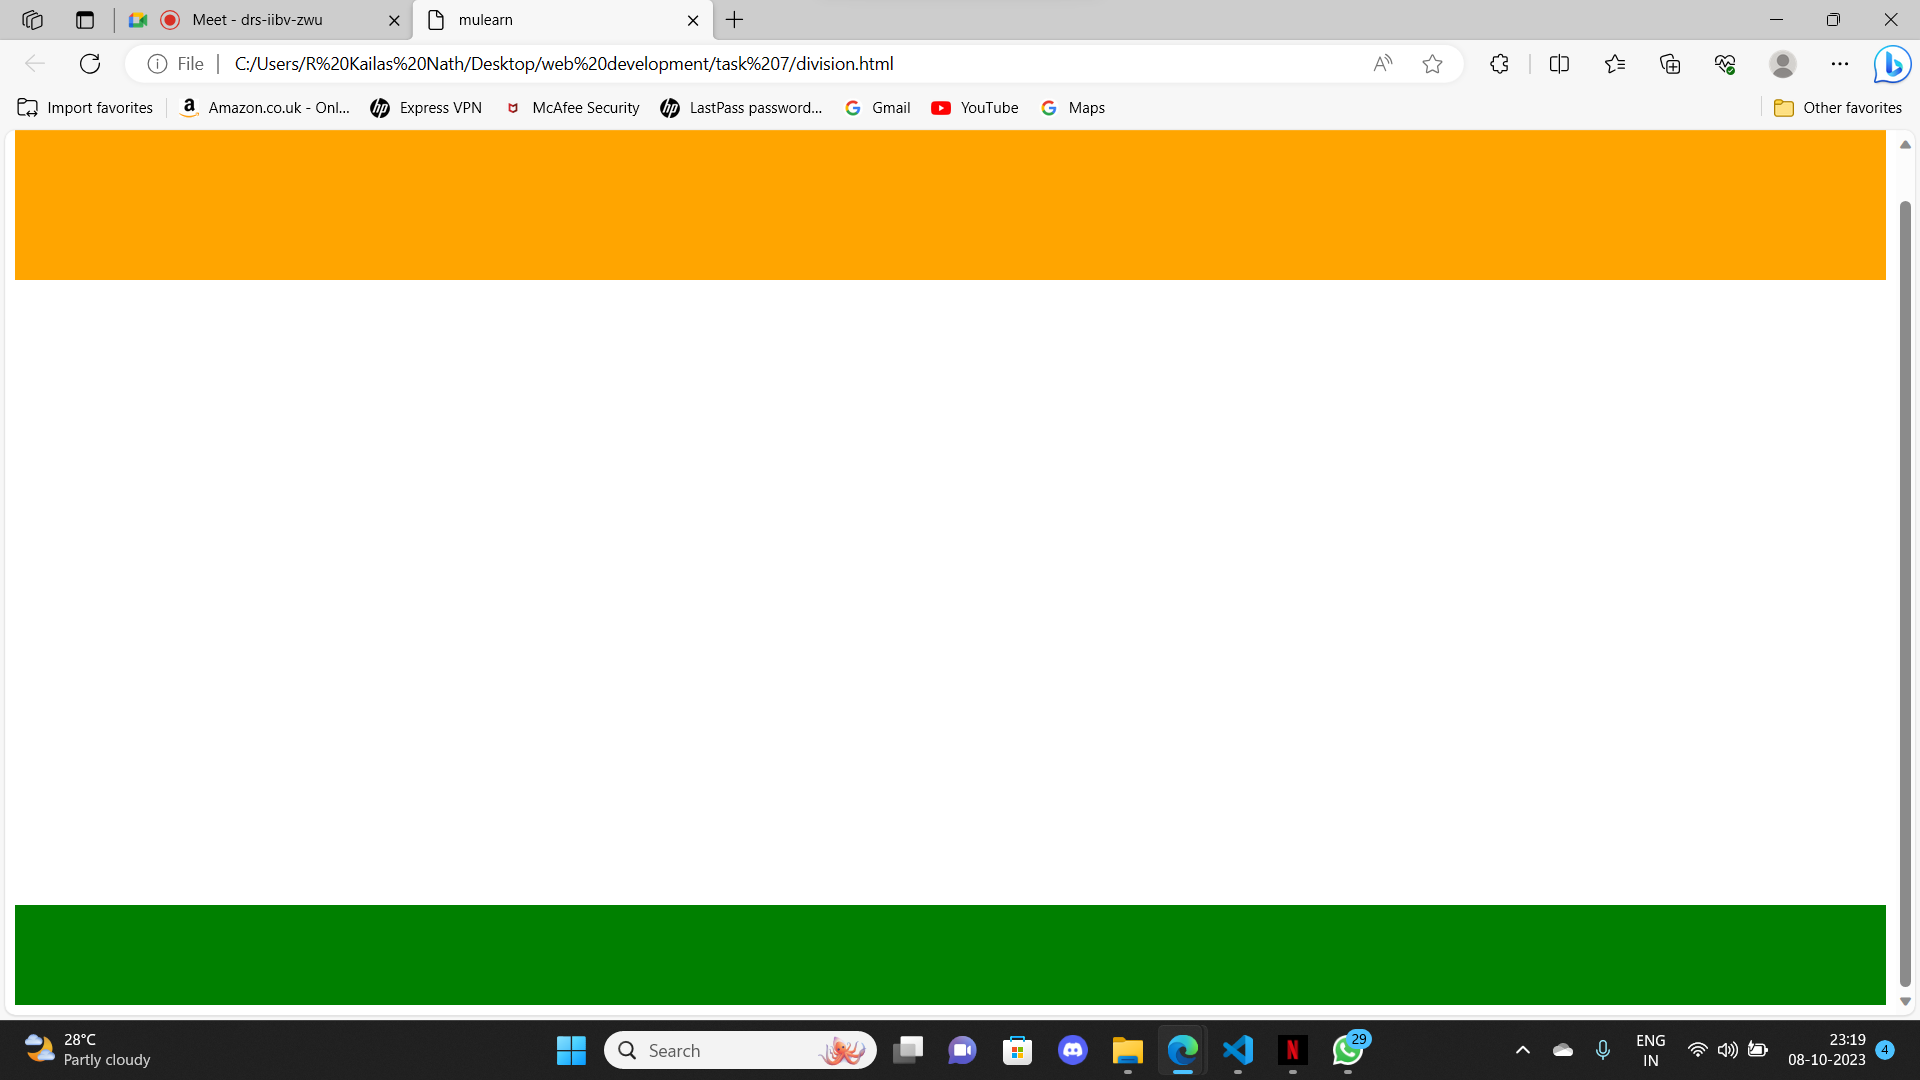 Meet - drs-iibv-zwu
mulearn
File
C:/Users/R%20Kailas%20Nath/Desktop/web%20development/task%207/division.html
Import favorites
Amazon.co.uk - Onl...
Express VPN
McAfee Security
LastPass password...
Gmail
YouTube
Maps
Other favorites
28°C
Partly cloudy
Search
29
ENG
IN
23:19
08-10-2023
4